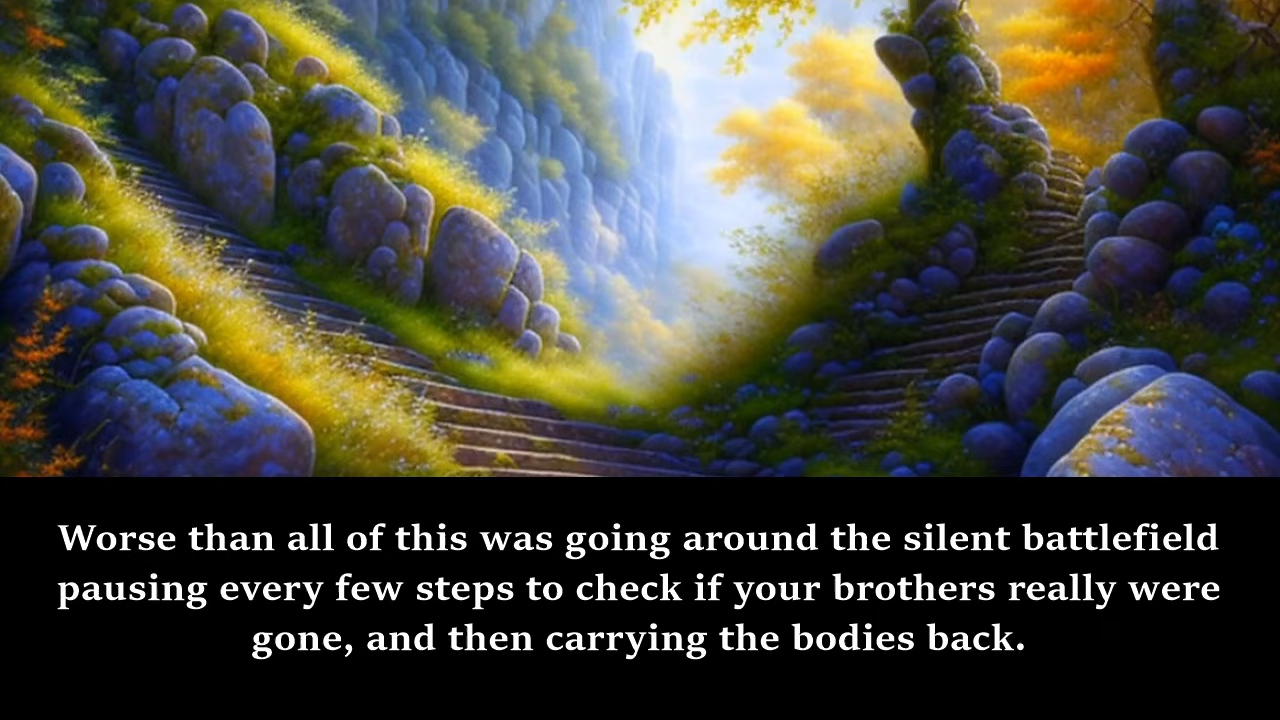 Worse than all of this was going around the silent battlefield
pausing every few steps to check if your brothers really were
gone, and then carrying the bodies back.